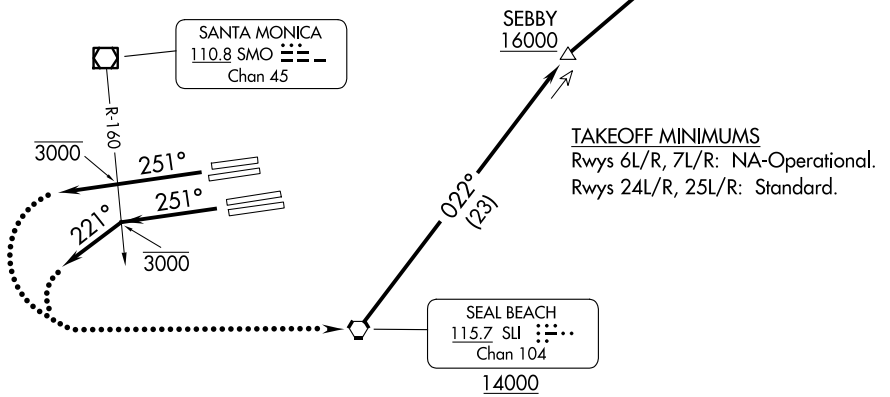 SANTA MONICA
110.8 SMO
Chan 45
SEBBY
16000
R-160
3000
251°
251°
221°
3000
TAKEOFF MINIMUMS
Rwys 6L/R, 7L/R: NA-Operational.
Rwys 24L/R, 25L/R: Standard.
022°
(23)
SEAL BEACH
115.7 SLI
Chan 104
14000